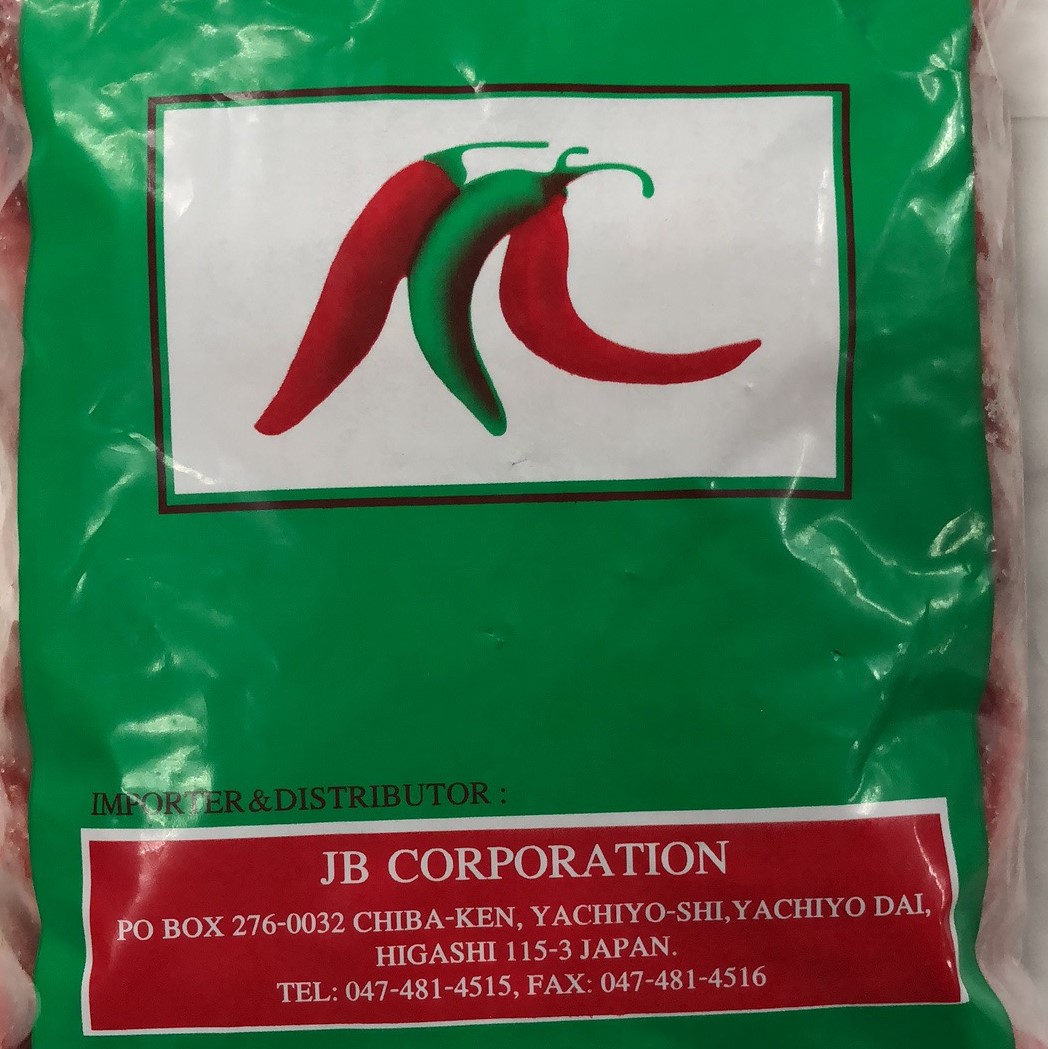 IMPORTER&DISTRIBUTOR :
JB CORPORATION
PO BOX 276-0032 CHIBA-KEN, YACHIYO-SHI,YACHIYO DAI,
HIGASHI 115-3 JAPAN.
TEL: 047-481-4515, FAX: 047-481-4516